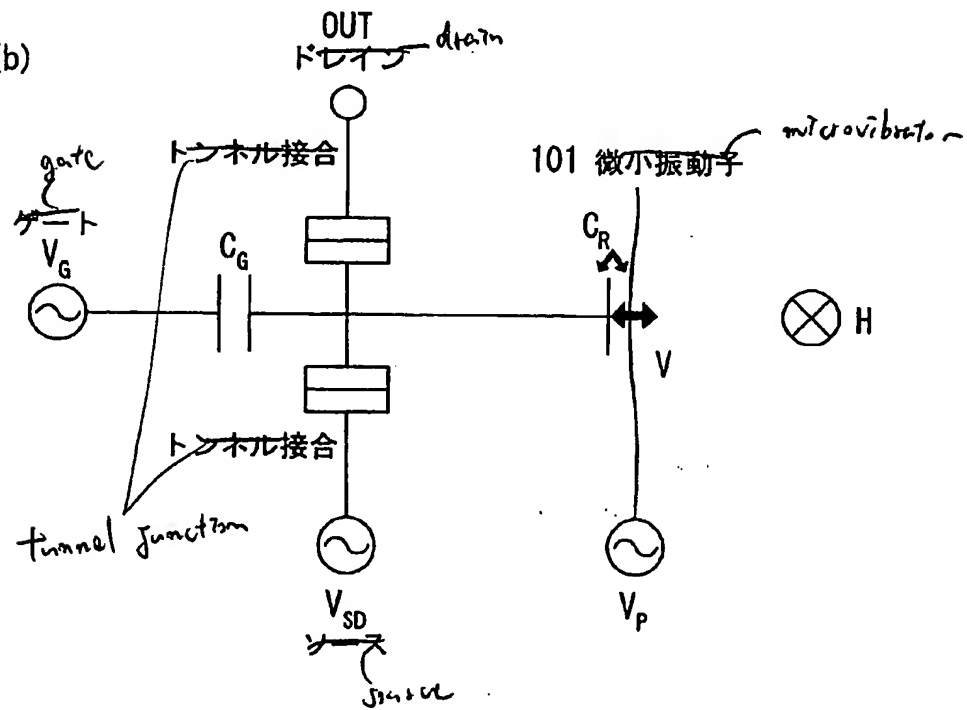 (b)
OUT
ドレイン
drain
トンネル接合
101 微小振動子
microvibrator
gate
ゲート
V_G
C_G
C_R
H
V
トンネル接合
tunnel junction
V_SD
V_P
ソース
source